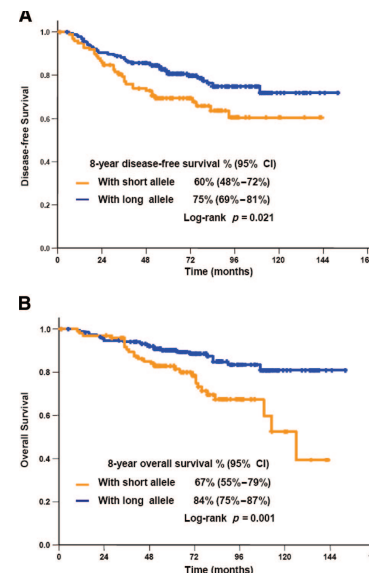 A
1.0
0.8
0.6
0.4
0.2
0.0
Disease-free Survival
8-year disease-free survival % (95% CI)
With short allele 60% (48%–72%)
With long allele 75% (69%–81%)
Log-rank p = 0.021
0 24 48 72 96 120 144
Time (months)
B
1.0
0.8
0.6
0.4
0.2
0.0
Overall Survival
8-year overall survival % (95% CI)
With short allele 67% (55%–79%)
With long allele 84% (75%–87%)
Log-rank p = 0.001
0 24 48 72 96 120 144
Time (months)